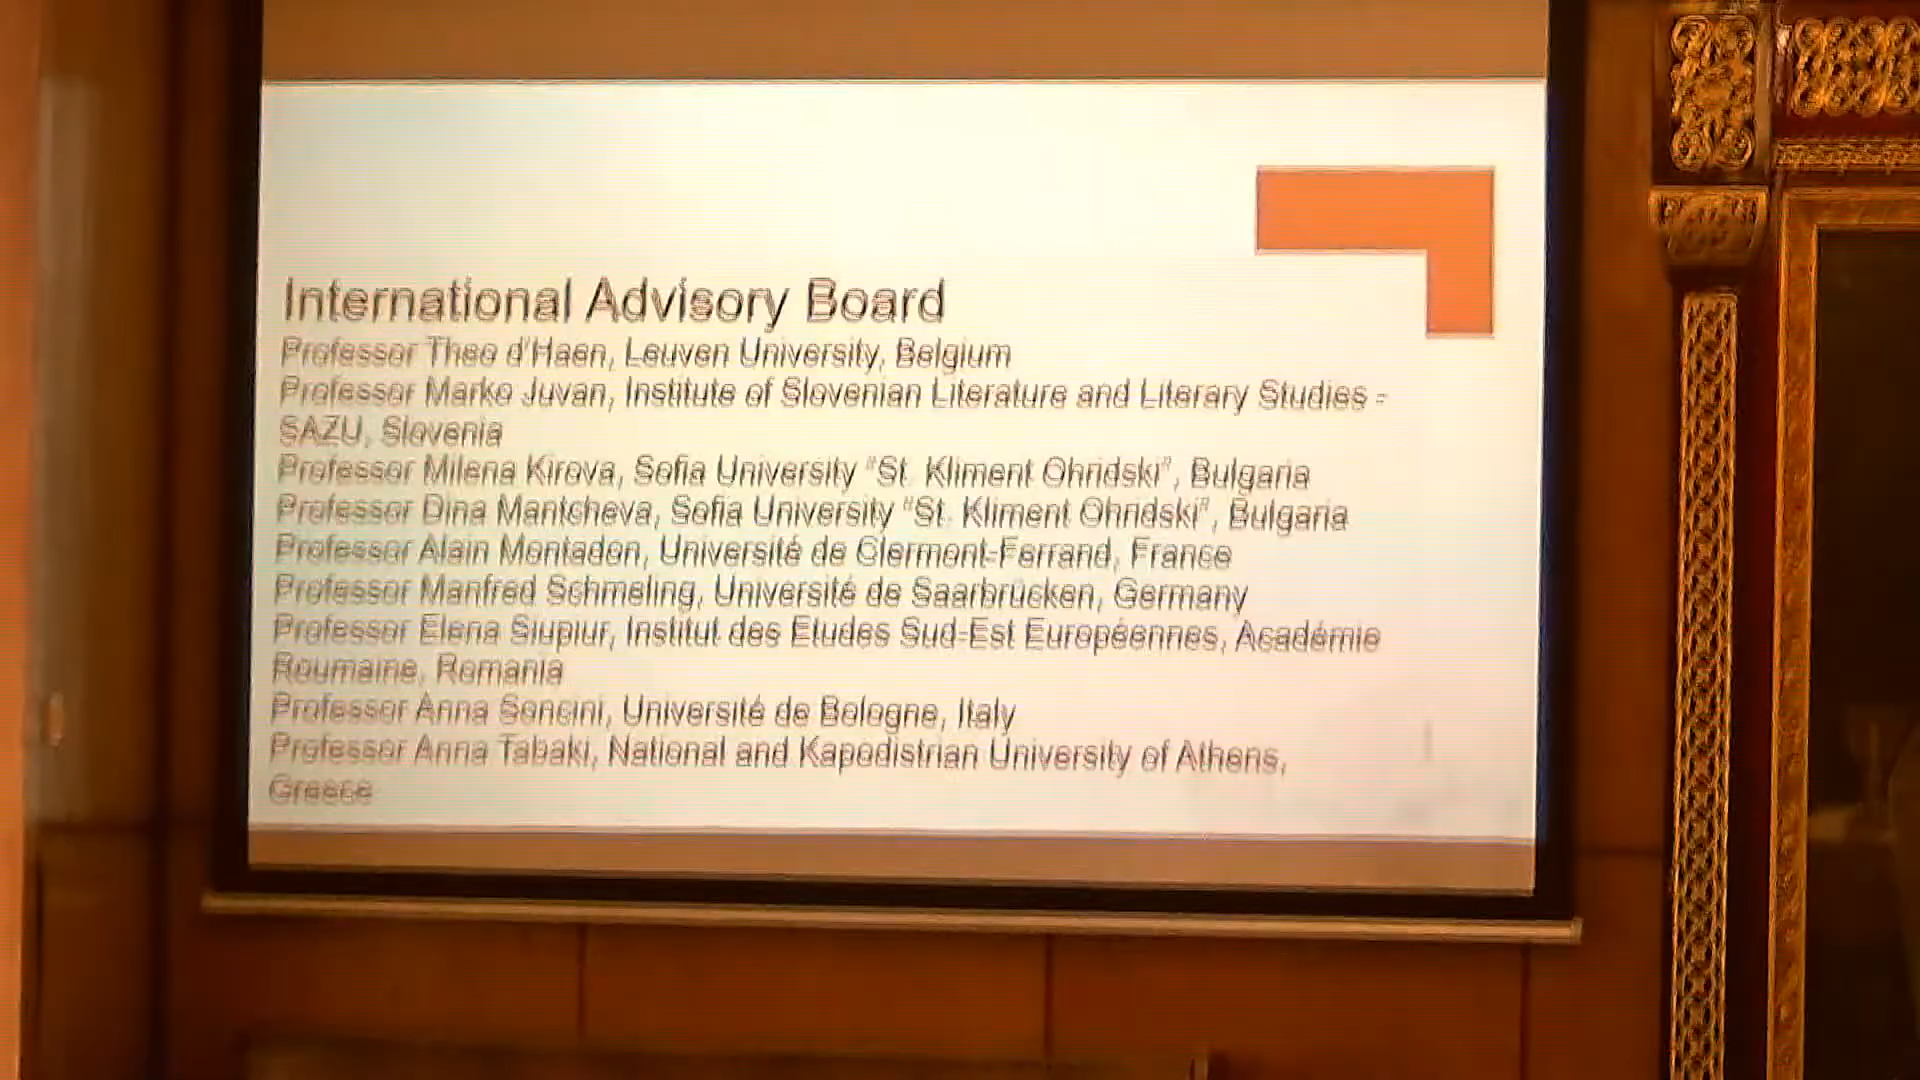 International Advisory Board
Professor Theo d'Haen, Leuven University, Belgium
Professor Marko Juvan, Institute of Slovenian Literature and Literary Studies -
SAZU, Slovenia
Professor Milena Kirova, Sofia University "St. Kliment Ohridski", Bulgaria
Professor Dina Mantcheva, Sofia University "St. Kliment Ohridski", Bulgaria
Professor Alain Montadon, Université de Clermont-Ferrand, France
Professor Manfred Schmeling, Université de Saarbrücken, Germany
Professor Elena Siupiur, Institut des Etudes Sud-Est Européennes, Académie
Roumaine, Romania
Professor Anna Soncini, Université de Bologne, Italy
Professor Anna Tabaki, National and Kapodistrian University of Athens,
Greece